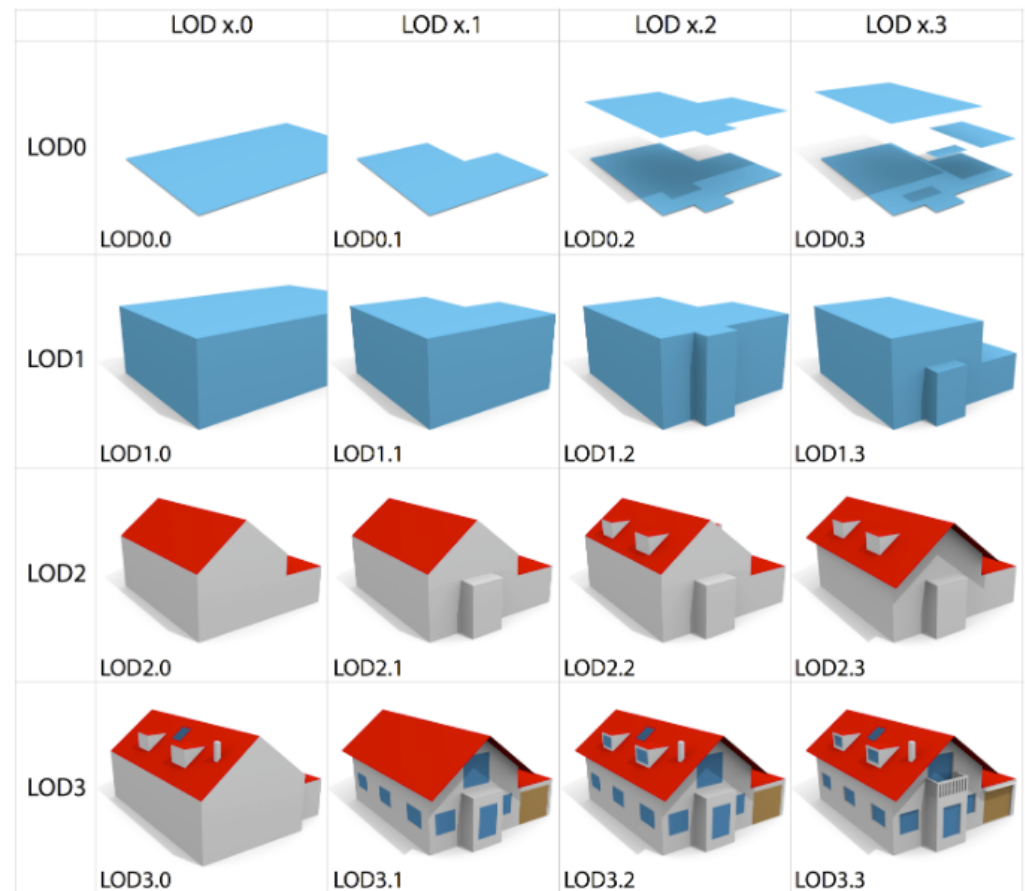 LOD x.0 LOD x.1 LOD x.2 LOD x.3
LOD0
LOD0.0 LOD0.1 LOD0.2 LOD0.3
LOD1
LOD1.0 LOD1.1 LOD1.2 LOD1.3
LOD2
LOD2.0 LOD2.1 LOD2.2 LOD2.3
LOD3
LOD3.0 LOD3.1 LOD3.2 LOD3.3